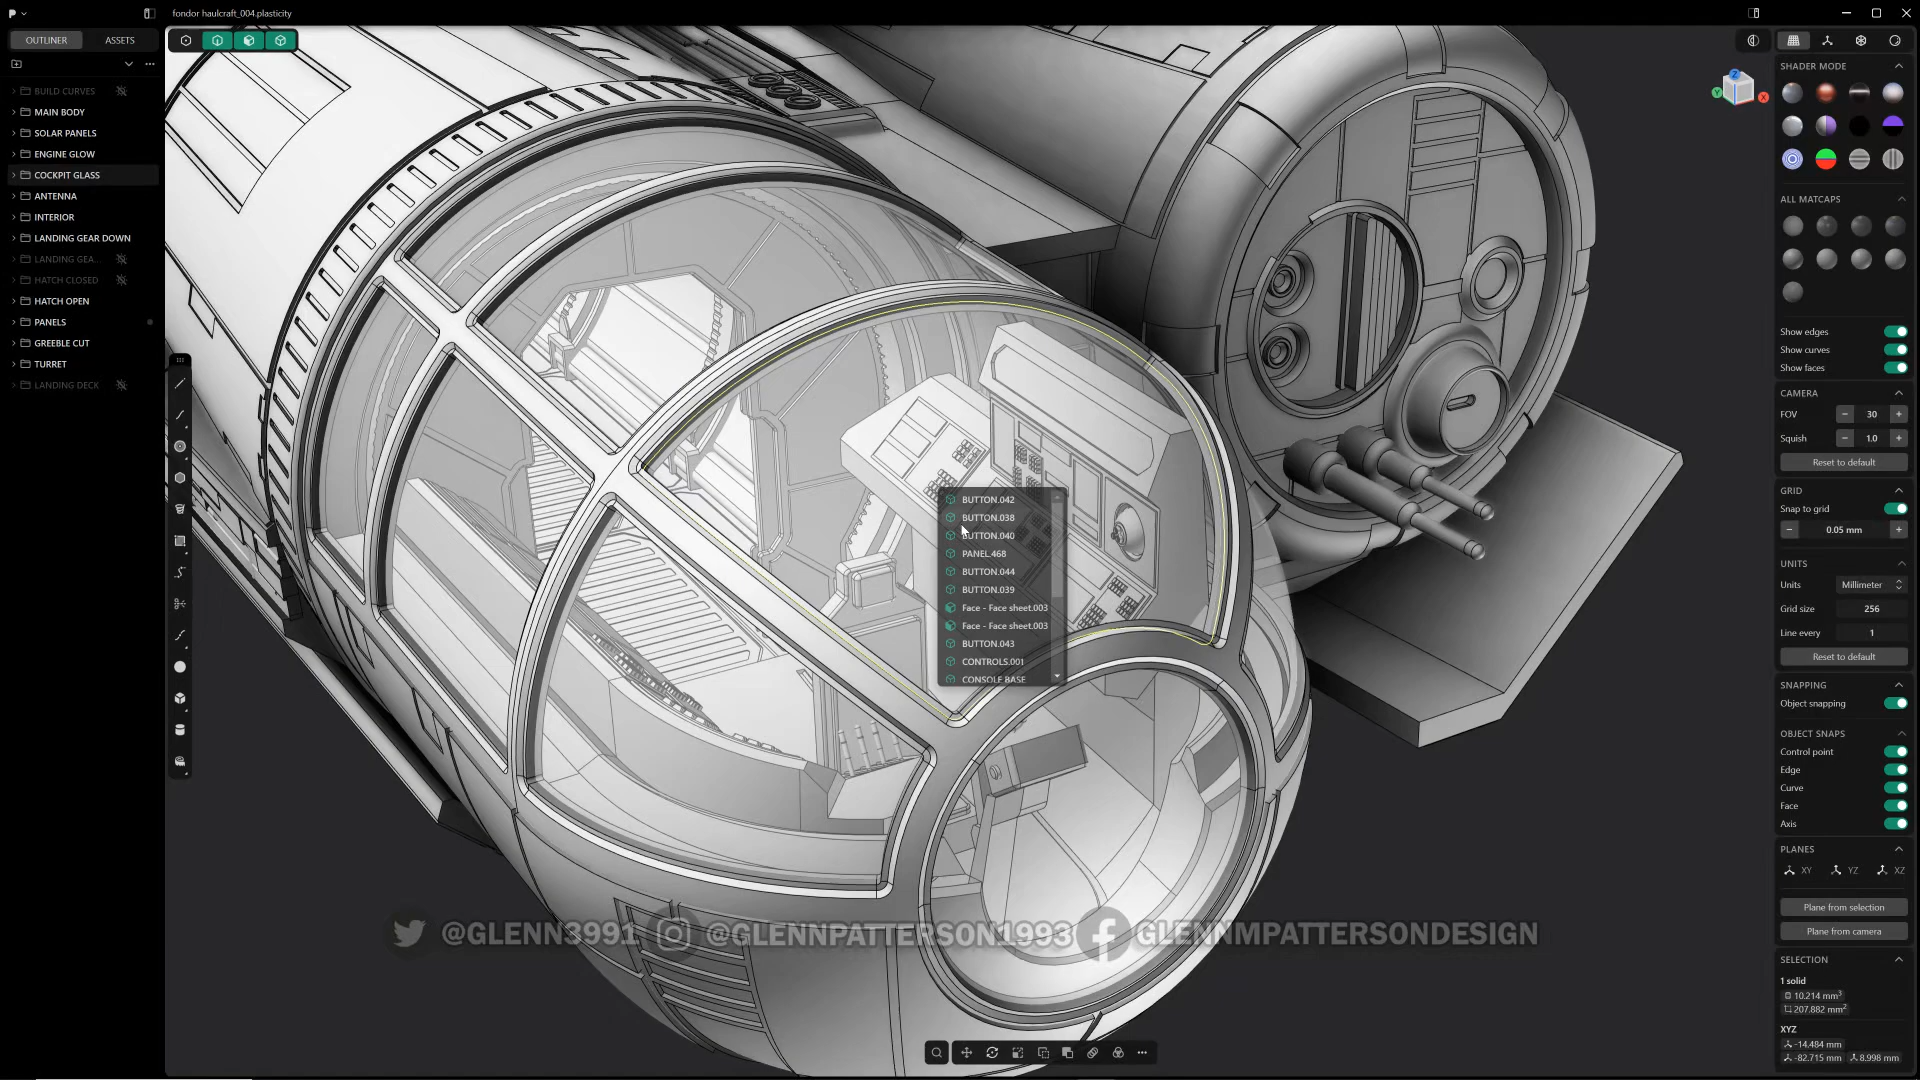 fondor haulcraft_004.plasticity
OUTLINER
ASSETS
BUILD CURVES
MAIN BODY
SOLAR PANELS
ENGINE GLOW
COCKPIT GLASS
ANTENNA
INTERIOR
LANDING GEAR DOWN
LANDING GEA...
HATCH CLOSED
HATCH OPEN
PANELS
GREEBLE CUT
TURRET
LANDING DECK
BUTTON.042
BUTTON.038
BUTTON.040
PANEL.468
BUTTON.044
BUTTON.039
Face - Face sheet.003
Face - Face sheet.003
BUTTON.043
CONTROLS.001
CONSOLE BASE
@GLENN3991 @GLENNPATTERSON1993 GLENNMPATTERSONDESIGN
Z
Y
X
SHADER MODE
ALL MATCAPS
Show edges
Show curves
Show faces
CAMERA
FOV − 30 +
Squish − 1.0 +
Reset to default
GRID
Snap to grid
− 0.05 mm +
UNITS
Units Millimeter
Grid size 256
Line every 1
Reset to default
SNAPPING
Object snapping
OBJECT SNAPS
Control point
Edge
Curve
Face
Axis
PLANES
XY YZ XZ
Plane from selection
Plane from camera
SELECTION
1 solid
10.214 mm³
207.882 mm²
XYZ
-14.484 mm
-82.715 mm 8.998 mm